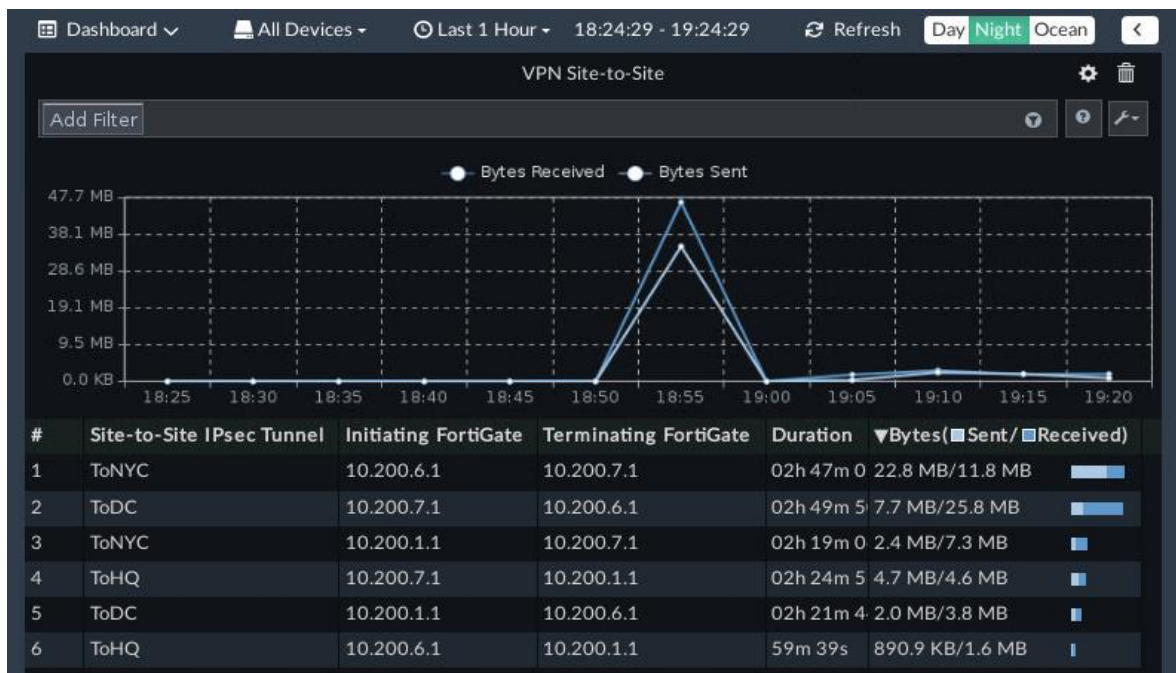 Dashboard All Devices Last 1 Hour 18:24:29 - 19:24:29 Refresh Day Night Ocean
VPN Site-to-Site
Add Filter
Bytes Received Bytes Sent
47.7 MB
38.1 MB
28.6 MB
19.1 MB
9.5 MB
0.0 KB
18:25 18:30 18:35 18:40 18:45 18:50 18:55 19:00 19:05 19:10 19:15 19:20
# Site-to-Site IPsec Tunnel Initiating FortiGate Terminating FortiGate Duration ▼Bytes(Sent/Received)
1 ToNYC 10.200.6.1 10.200.7.1 02h 47m 0 22.8 MB/11.8 MB
2 ToDC 10.200.7.1 10.200.6.1 02h 49m 5 7.7 MB/25.8 MB
3 ToNYC 10.200.1.1 10.200.7.1 02h 19m 0 2.4 MB/7.3 MB
4 ToHQ 10.200.7.1 10.200.1.1 02h 24m 5 4.7 MB/4.6 MB
5 ToDC 10.200.1.1 10.200.6.1 02h 21m 4 2.0 MB/3.8 MB
6 ToHQ 10.200.6.1 10.200.1.1 59m 39s 890.9 KB/1.6 MB